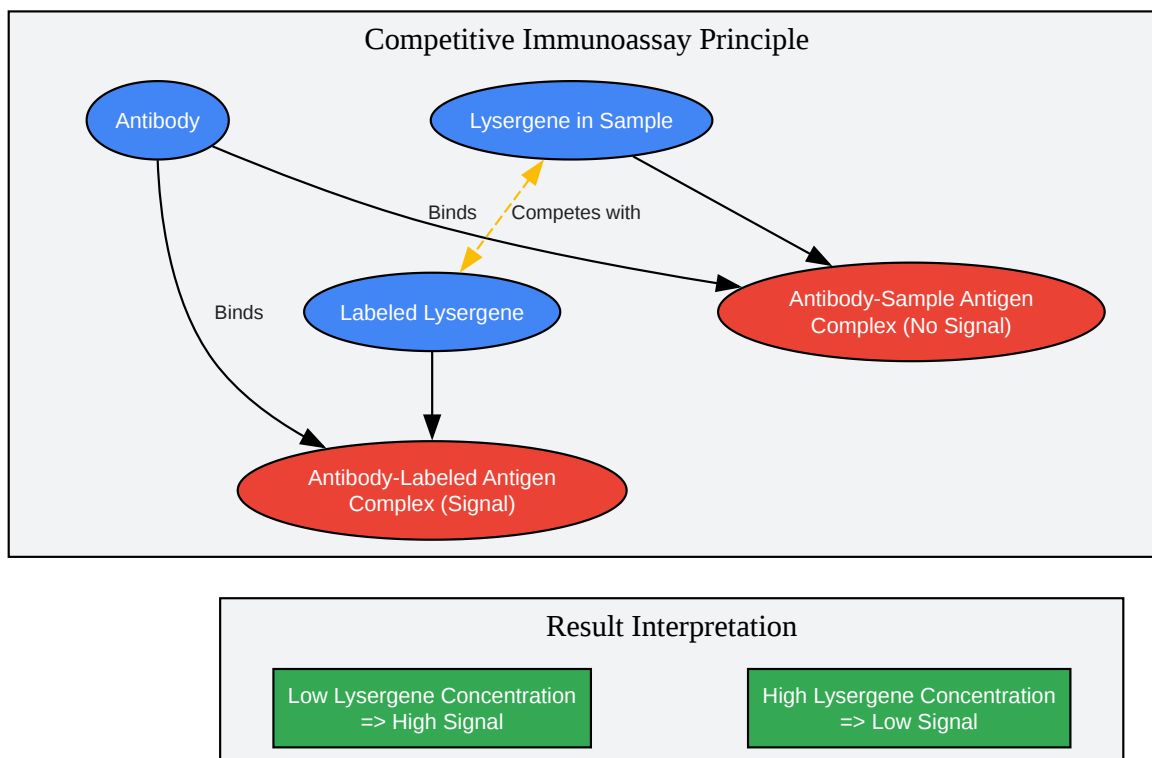 Competitive Immunoassay Principle
Antibody
Lysergene in Sample
Binds
Competes with
Labeled Lysergene
Antibody-Sample Antigen
Complex (No Signal)
Binds
Antibody-Labeled Antigen
Complex (Signal)
Result Interpretation
Low Lysergene Concentration
=> High Signal
High Lysergene Concentration
=> Low Signal